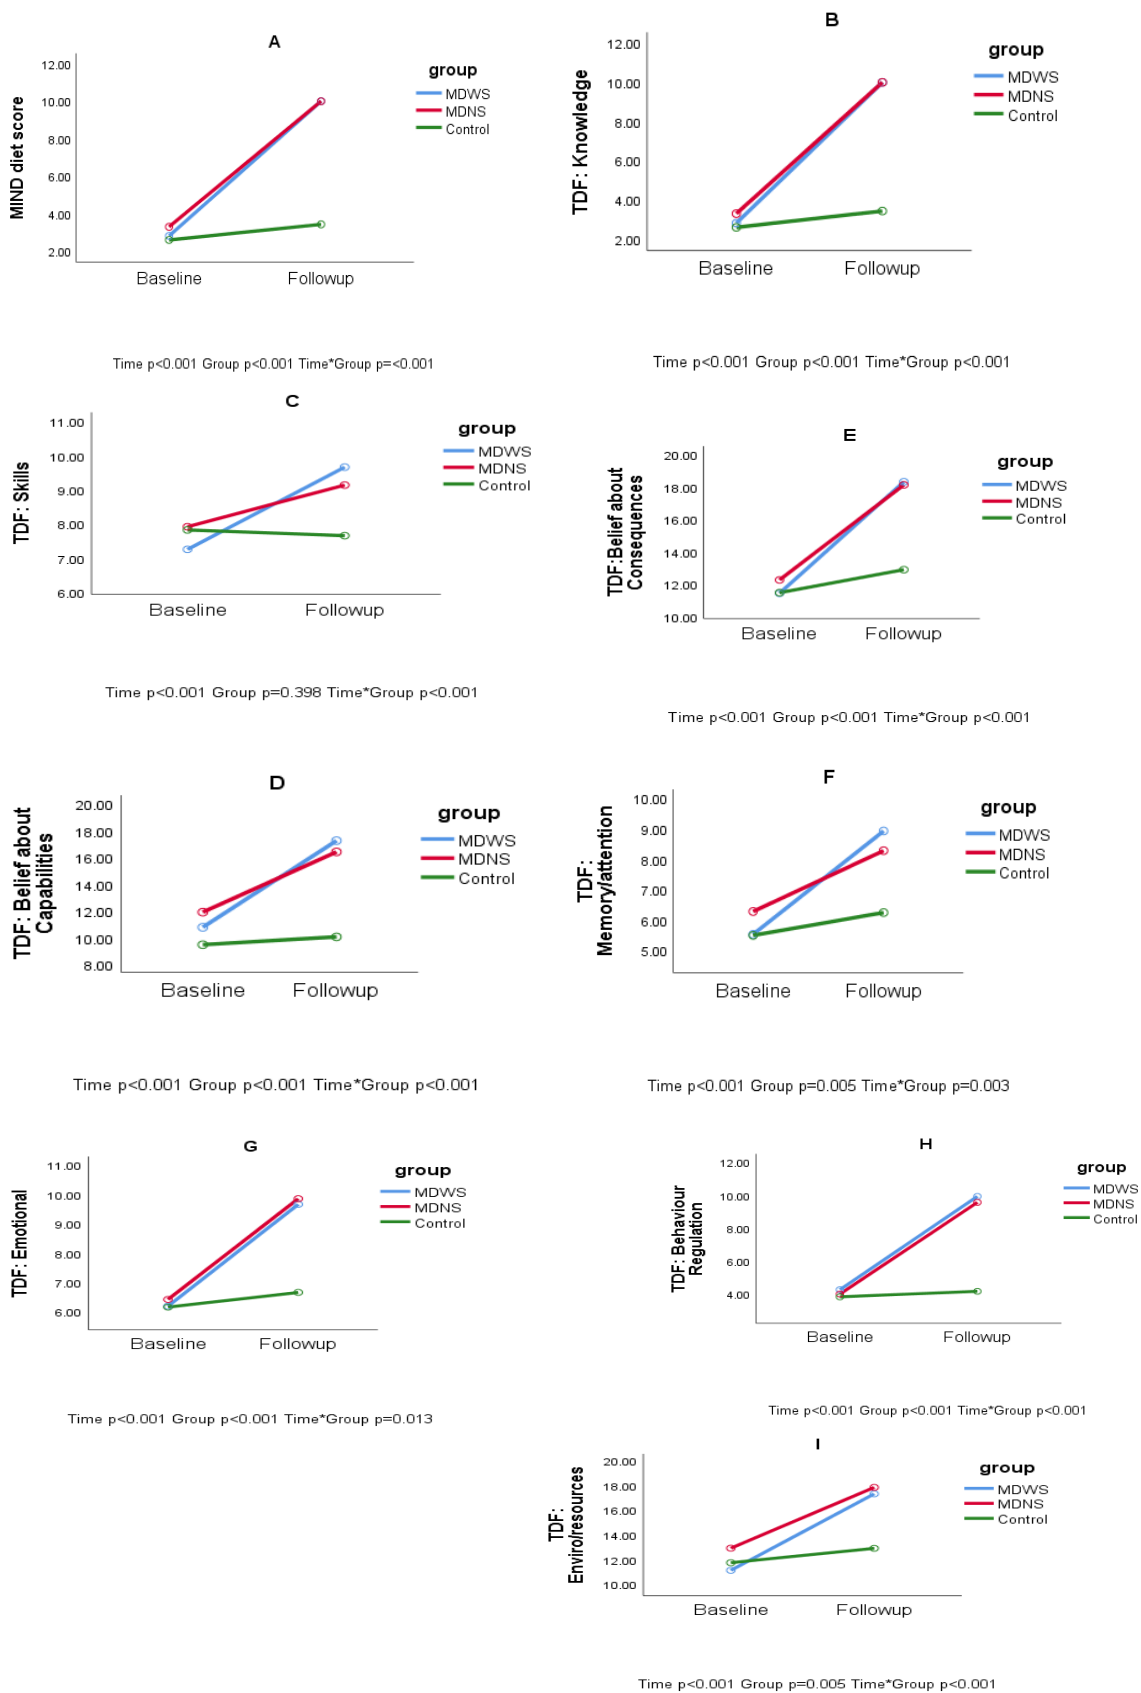 A
MIND diet score
12.00
10.00
8.00
6.00
4.00
2.00
Baseline
Followup
group
MDWS
MDNS
Control
Time p<0.001 Group p<0.001 Time*Group p=<0.001
B
TDF: Knowledge
12.00
10.00
8.00
6.00
4.00
2.00
Baseline
Followup
group
MDWS
MDNS
Control
Time p<0.001 Group p<0.001 Time*Group p<0.001
C
TDF: Skills
11.00
10.00
9.00
8.00
7.00
6.00
Baseline
Followup
group
MDWS
MDNS
Control
Time p<0.001 Group p=0.398 Time*Group p<0.001
E
TDF:Belief about
Consequences
20.00
18.00
16.00
14.00
12.00
10.00
Baseline
Followup
group
MDWS
MDNS
Control
Time p<0.001 Group p<0.001 Time*Group p<0.001
D
TDF: Belief about
Capabilities
20.00
18.00
16.00
14.00
12.00
10.00
8.00
Baseline
Followup
group
MDWS
MDNS
Control
Time p<0.001 Group p<0.001 Time*Group p<0.001
F
TDF:
Memory/attention
10.00
9.00
8.00
7.00
6.00
5.00
Baseline
Followup
group
MDWS
MDNS
Control
Time p<0.001 Group p=0.005 Time*Group p=0.003
G
TDF: Emotional
11.00
10.00
9.00
8.00
7.00
6.00
Baseline
Followup
group
MDWS
MDNS
Control
Time p<0.001 Group p<0.001 Time*Group p=0.013
H
TDF: Behaviour
Regulation
12.00
10.00
8.00
6.00
4.00
Baseline
Followup
group
MDWS
MDNS
Control
Time p<0.001 Group p<0.001 Time*Group p<0.001
I
TDF:
Enviro/resources
20.00
18.00
16.00
14.00
12.00
10.00
Baseline
Followup
group
MDWS
MDNS
Control
Time p<0.001 Group p=0.005 Time*Group p<0.001